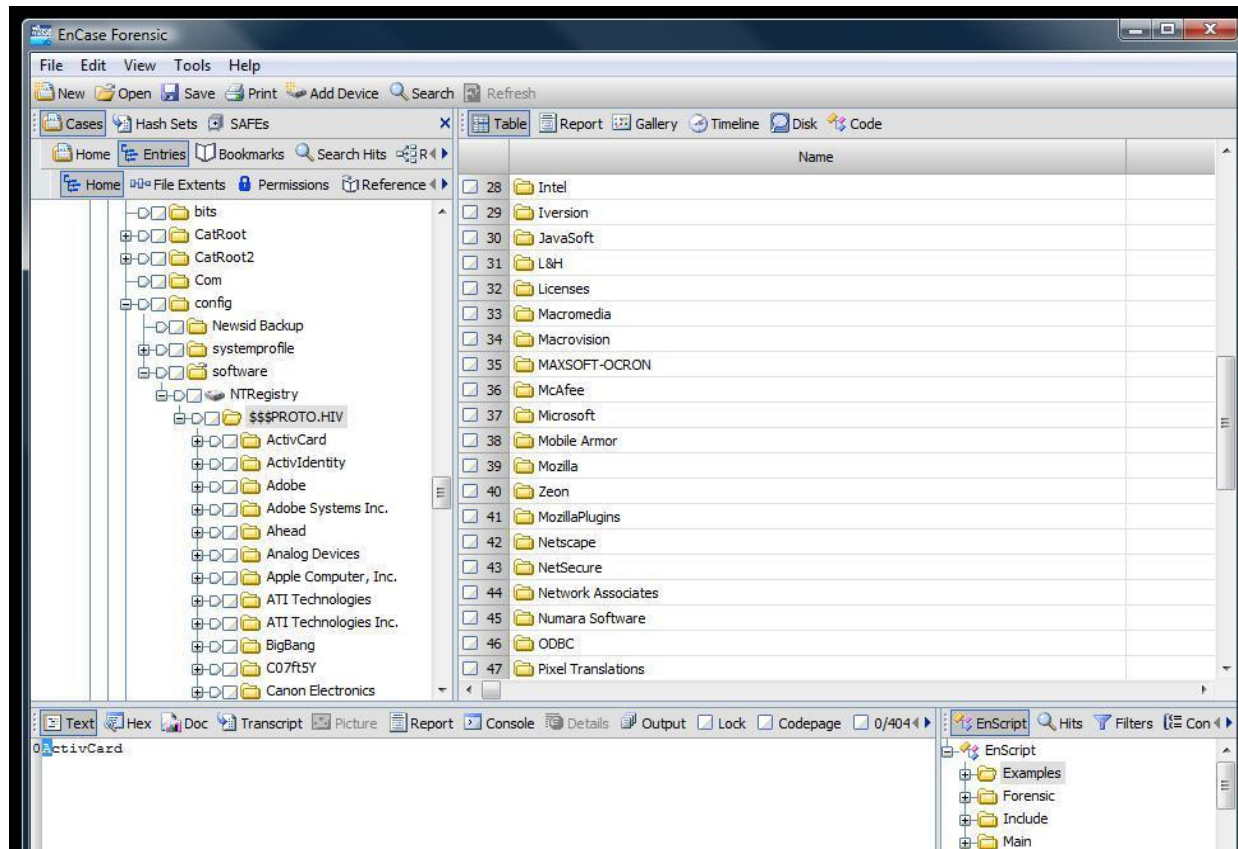 EnCase Forensic
File Edit View Tools Help
New Open Save Print Add Device Search Refresh
Cases Hash Sets SAFEs
Home Entries Bookmarks Search Hits R
Home File Extents Permissions Reference
bits
CatRoot
CatRoot2
Com
config
Newsid Backup
systemprofile
software
NTRegistry
$$$PROTO.HIV
ActivCard
ActivIdentity
Adobe
Adobe Systems Inc.
Ahead
Analog Devices
Apple Computer, Inc.
ATI Technologies
ATI Technologies Inc.
BigBang
C07ft5Y
Canon Electronics
Table Report Gallery Timeline Disk Code
Name
28 Intel
29 Iversion
30 JavaSoft
31 L&H
32 Licenses
33 Macromedia
34 Macrovision
35 MAXSOFT-OCRON
36 McAfee
37 Microsoft
38 Mobile Armor
39 Mozilla
40 Zeon
41 MozillaPlugins
42 Netscape
43 NetSecure
44 Network Associates
45 Numara Software
46 ODBC
47 Pixel Translations
Text Hex Doc Transcript Picture Report Console Details Output Lock Codepage 0/404
0ActivCard
EnScript Hits Filters Con
EnScript
Examples
Forensic
Include
Main